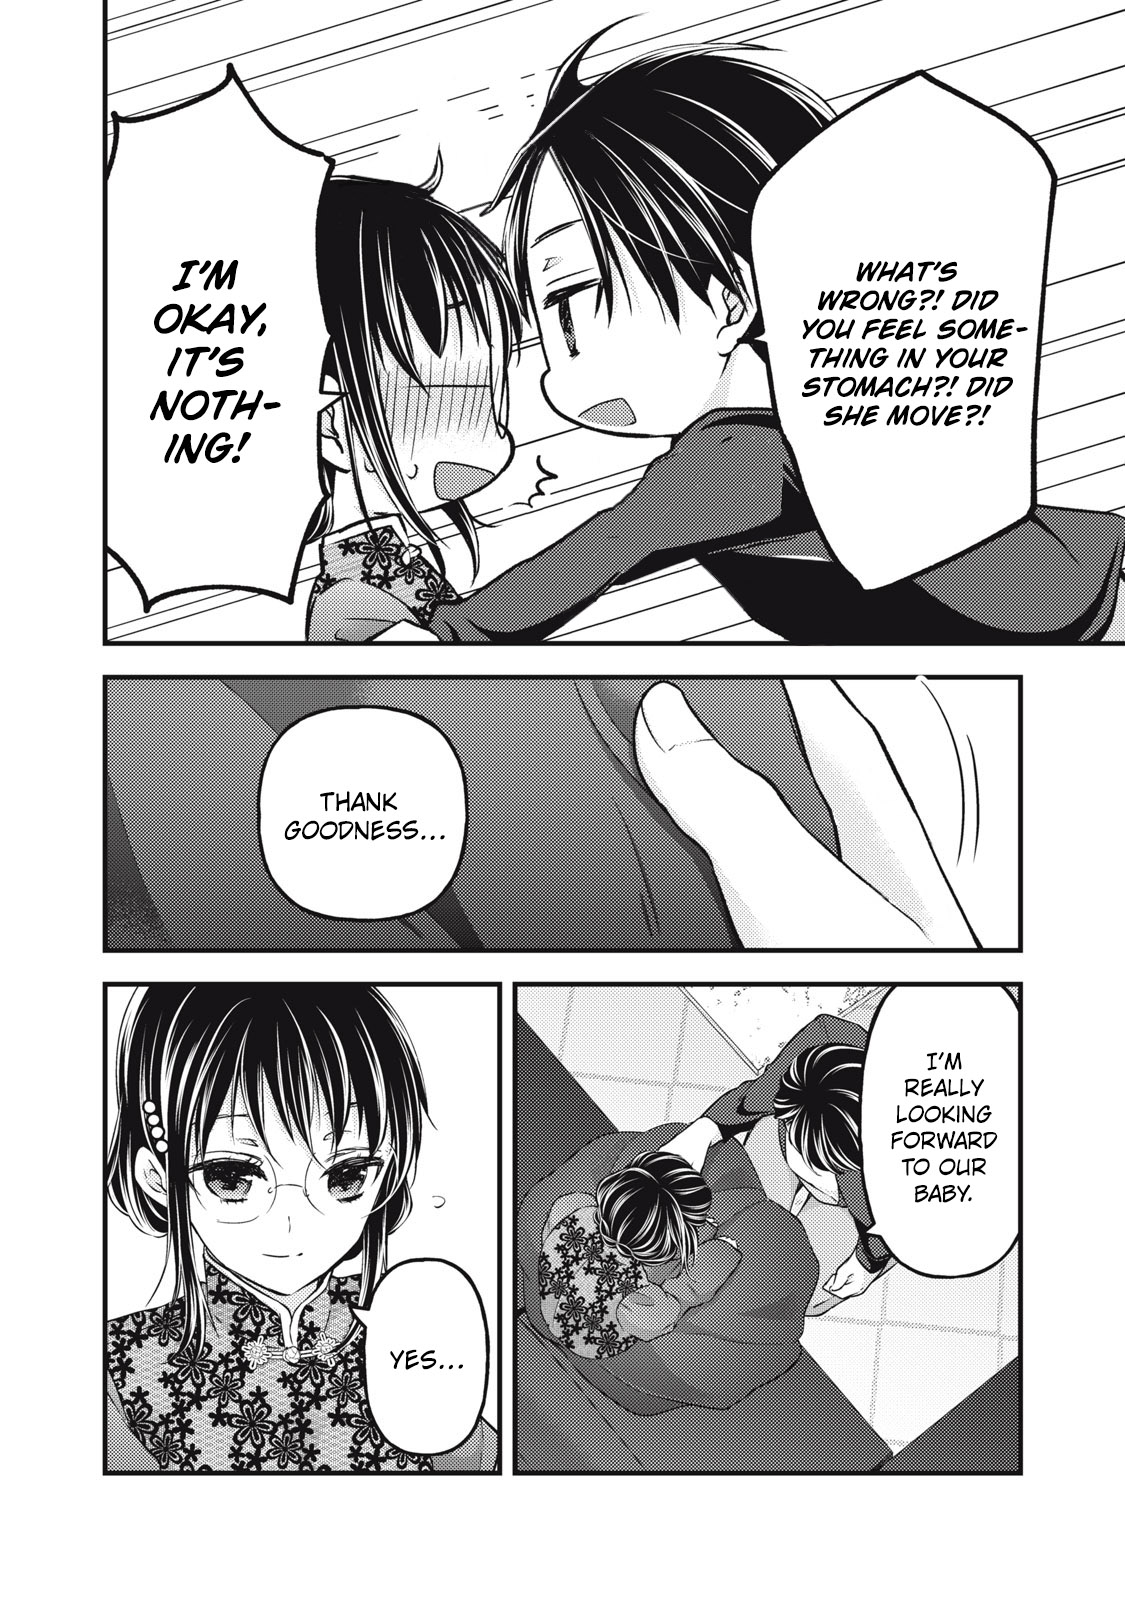 WHAT'S
WRONG?! DID
YOU FEEL SOME-
THING IN YOUR
STOMACH?! DID
SHE MOVE?!
I'M
OKAY,
IT'S
NOTH-
ING!
THANK
GOODNESS...
I'M
REALLY
LOOKING
FORWARD
TO OUR
BABY.
YES...